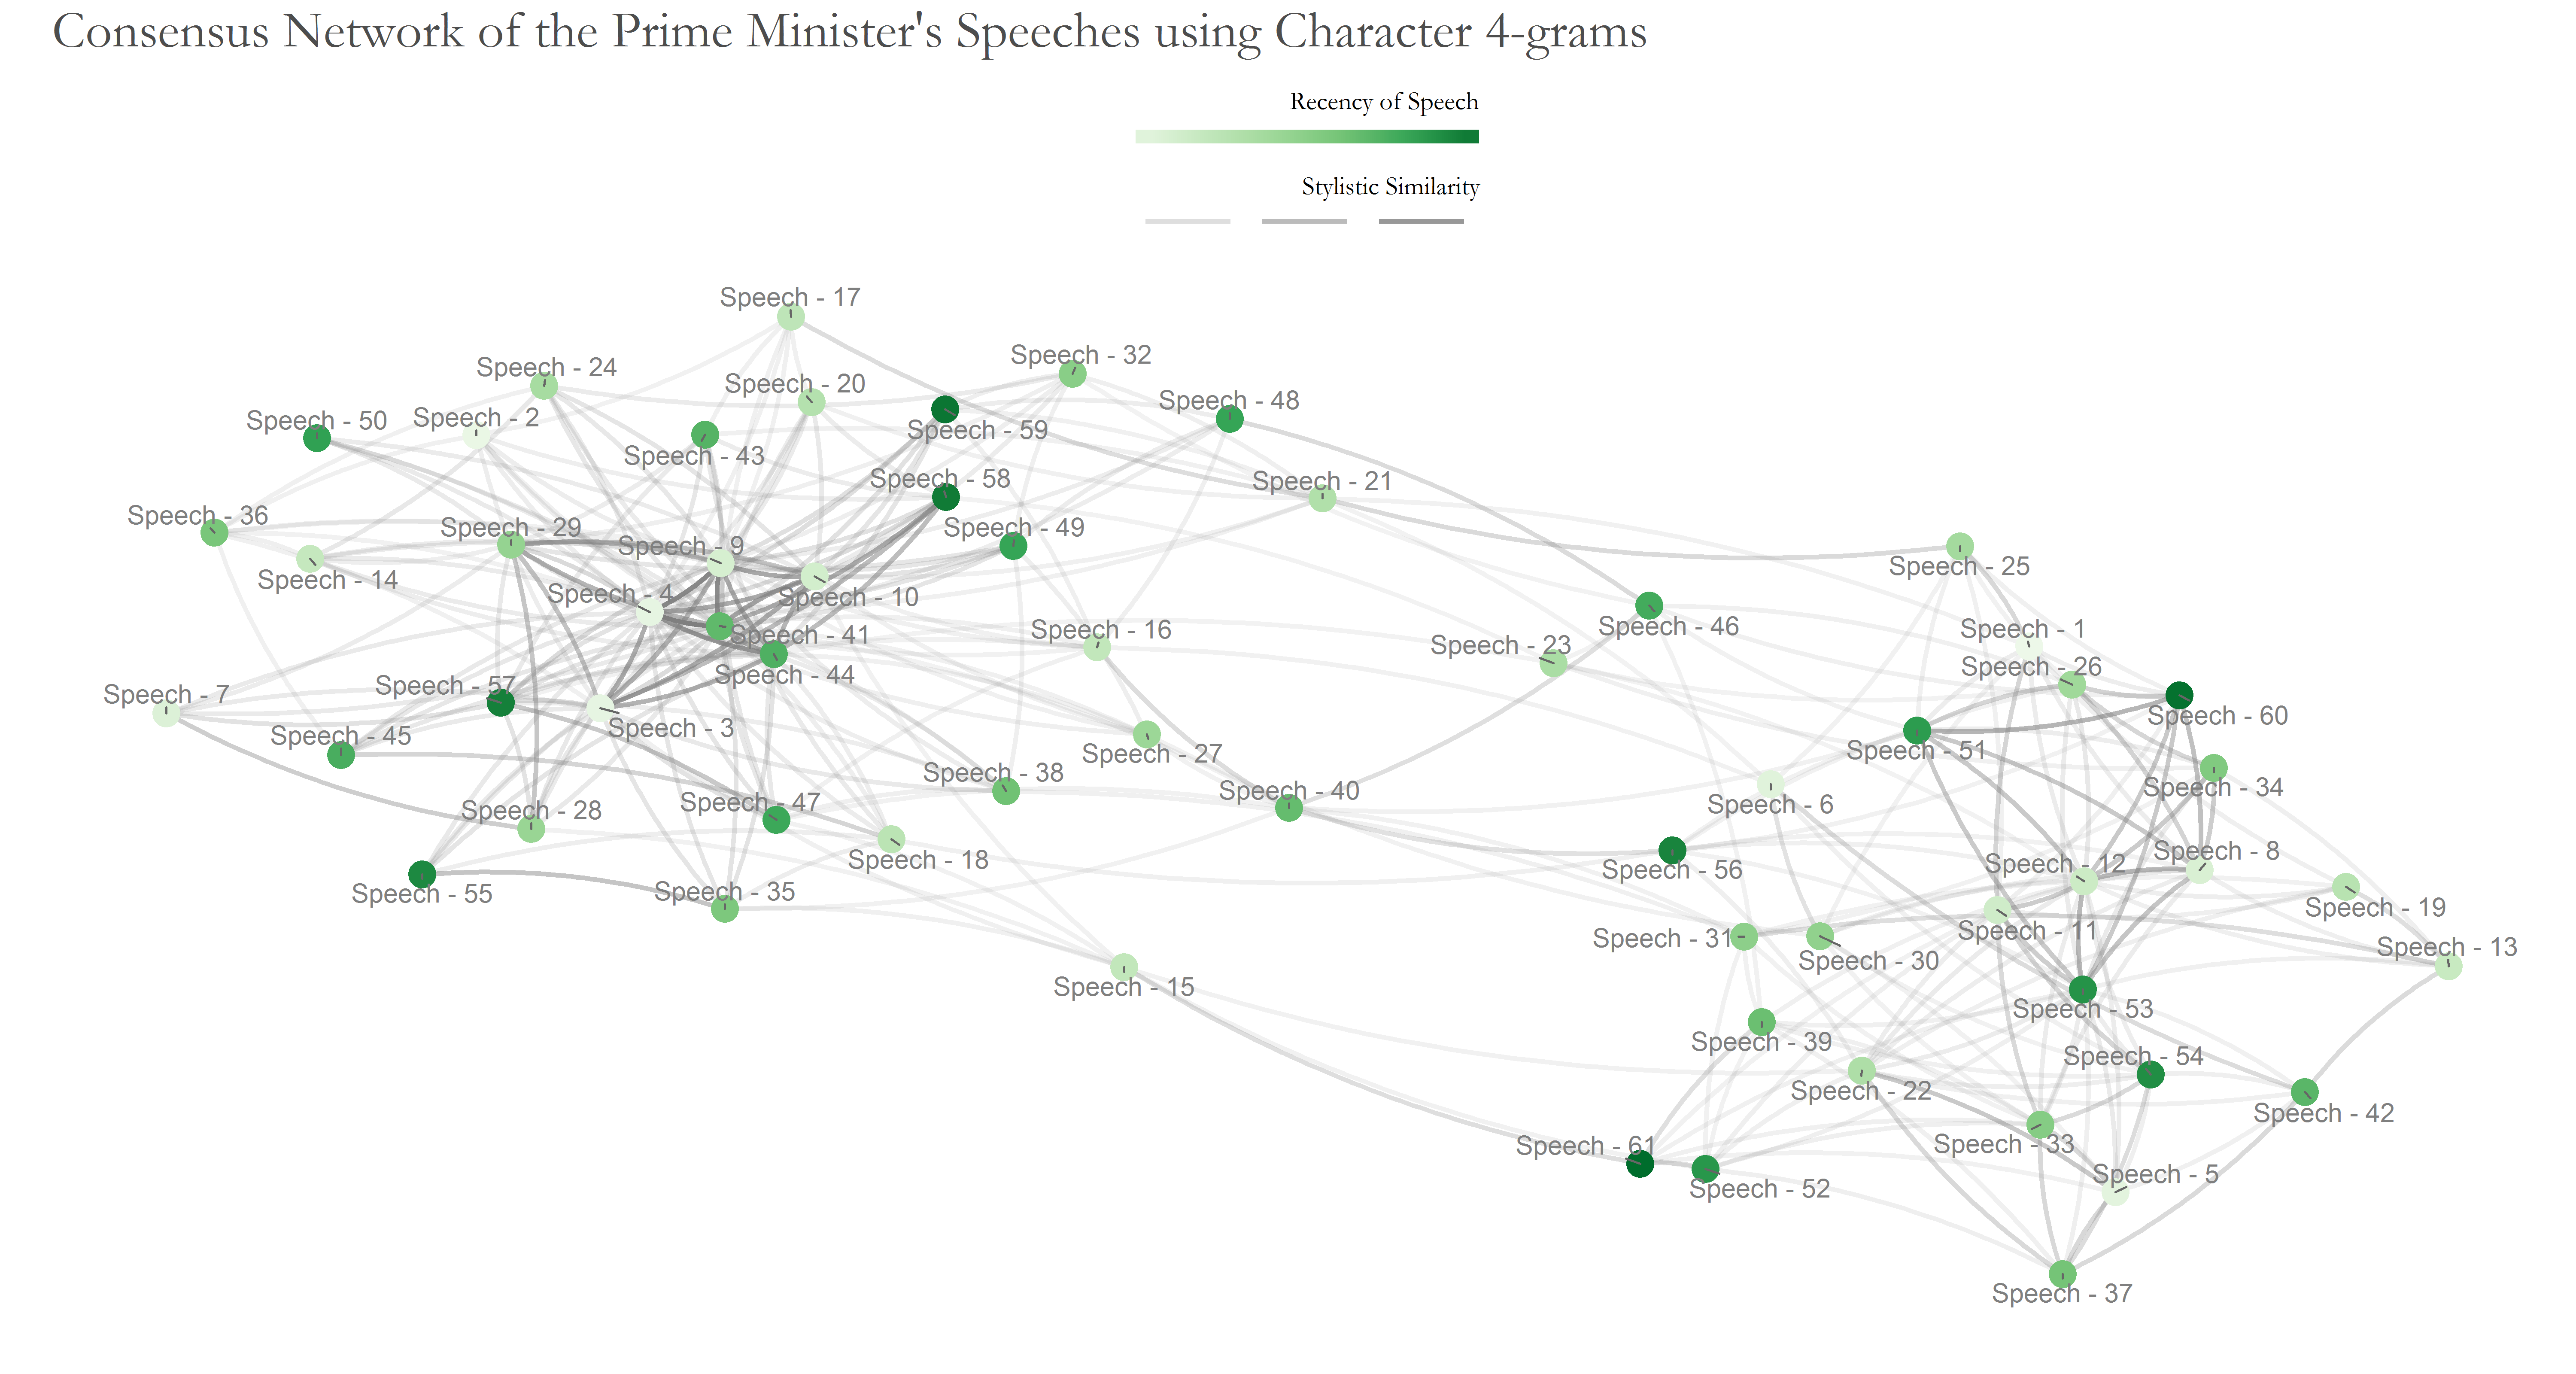 Consensus Network of the Prime Minister's Speeches using Character 4-grams
Recency of Speech
Stylistic Similarity
Speech - 17
Speech - 32
Speech - 24
Speech - 20
Speech - 48
Speech - 2
Speech - 50
Speech - 59
Speech - 43
Speech - 58
Speech - 21
Speech - 36
Speech - 29
Speech - 49
Speech - 9
Speech - 25
Speech - 14
Speech - 4
Speech - 10
Speech - 46
Speech - 1
Speech - 16
Speech - 41
Speech - 23
Speech - 26
Speech - 44
Speech - 57
Speech - 7
Speech - 60
Speech - 3
Speech - 45
Speech - 27
Speech - 51
Speech - 38
Speech - 34
Speech - 40
Speech - 47
Speech - 6
Speech - 28
Speech - 8
Speech - 18
Speech - 12
Speech - 56
Speech - 55
Speech - 35
Speech - 19
Speech - 11
Speech - 31
Speech - 13
Speech - 30
Speech - 15
Speech - 53
Speech - 39
Speech - 54
Speech - 22
Speech - 42
Speech - 33
Speech - 61
Speech - 5
Speech - 52
Speech - 37